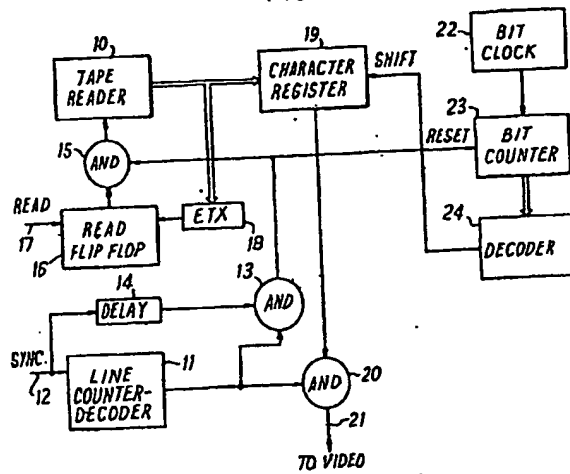 10
TAPE
READER
19
CHARACTER
REGISTER
SHIFT
22
BIT
CLOCK
23
BIT
COUNTER
RESET
24
DECODER
15
AND
READ
17
READ
FLIP FLOP
16
ETX
18
13
AND
14
DELAY
SYNC.
12
11
LINE
COUNTER-
DECODER
AND
20
21
TO VIDEO